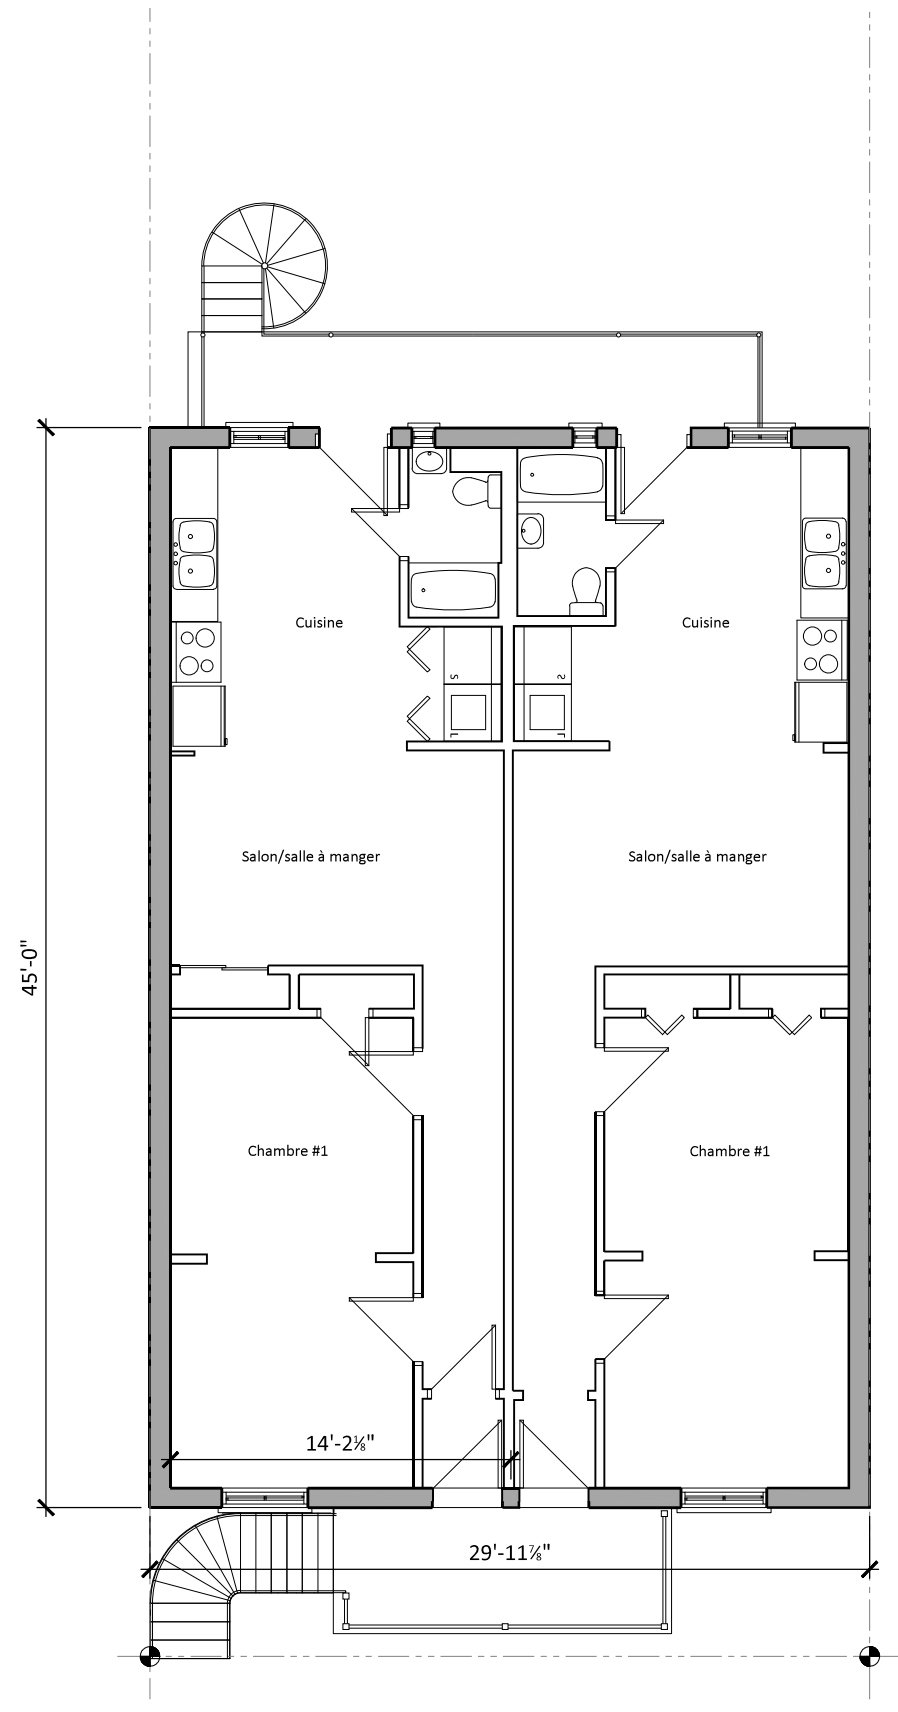 Cuisine
Cuisine
S
S
L
L
Salon/salle à manger
Salon/salle à manger
45'-0"
Chambre #1
Chambre #1
14'-2⅛"
29'-11⅞"